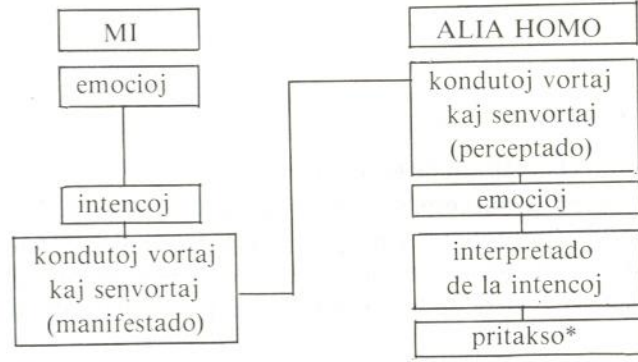 MI
emocioj
intencoj
kondutoj vortaj
kaj senvortaj
(manifestado)
ALIA HOMO
kondutoj vortaj
kaj senvortaj
(perceptado)
emocioj
interpretado
de la intencoj
pritakso*